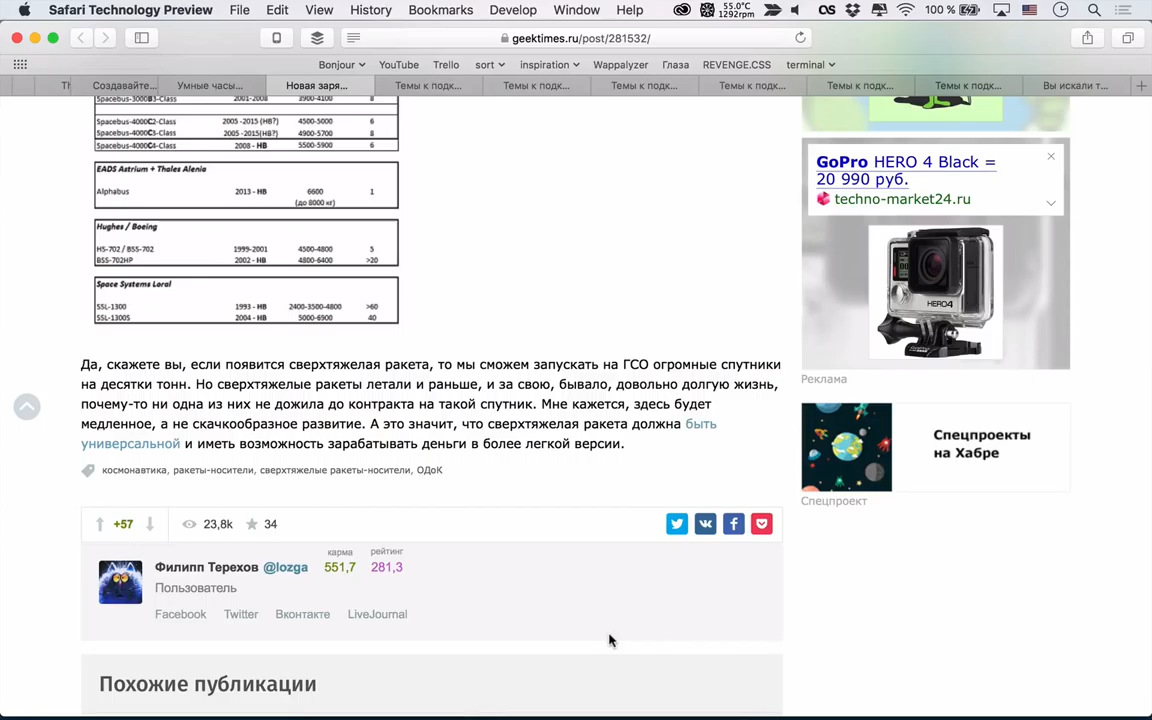 Safari Technology Preview File Edit View History Bookmarks Develop Window Help 55.0°C 1292rpm 100 %
geektimes.ru/post/281532/
Bonjour YouTube Trello sort inspiration Wappalyzer Глаза REVENGE.CSS terminal
Создавайте... Умные часы... Новая заря... Темы к подк... Темы к подк... Темы к подк... Темы к подк... Темы к подк... Темы к подк... Вы искали т...
Spacebus-3000B3-Class 2001-2008 3900-4100 8
Spacebus-4000C2-Class 2005-2015 (НВ?) 4500-5000 6
Spacebus-4000C3-Class 2005-2015(НВ?) 4900-5700 8
Spacebus-4000C4-Class 2008 - НВ 5500-5900 6
EADS Astrium + Thales Alenia
Alphabus 2013 - НВ 6600 1
(до 8000 кг)
Hughes / Boeing
HS-702 / BSS-702 1999-2001 4500-4800 5
BSS-702HP 2002 - НВ 4800-6400 >20
Space Systems Loral
SSL-1300 1993 - НВ 2400-3500-4800 >60
SSL-1300S 2004 - НВ 5000-6900 40
Да, скажете вы, если появится сверхтяжелая ракета, то мы сможем запускать на ГСО огромные спутники
на десятки тонн. Но сверхтяжелые ракеты летали и раньше, и за свою, бывало, довольно долгую жизнь,
почему-то ни одна из них не дожила до контракта на такой спутник. Мне кажется, здесь будет
медленное, а не скачкообразное развитие. А это значит, что сверхтяжелая ракета должна быть
универсальной и иметь возможность зарабатывать деньги в более легкой версии.
космонавтика, ракеты-носители, сверхтяжелые ракеты-носители, ОДоК
+57 23,8k 34
карма рейтинг
Филипп Терехов @lozga 551,7 281,3
Пользователь
Facebook Twitter Вконтакте LiveJournal
Похожие публикации
GoPro HERO 4 Black =
20 990 руб.
techno-market24.ru
HERO4
Реклама
Спецпроекты
на Хабре
Спецпроект